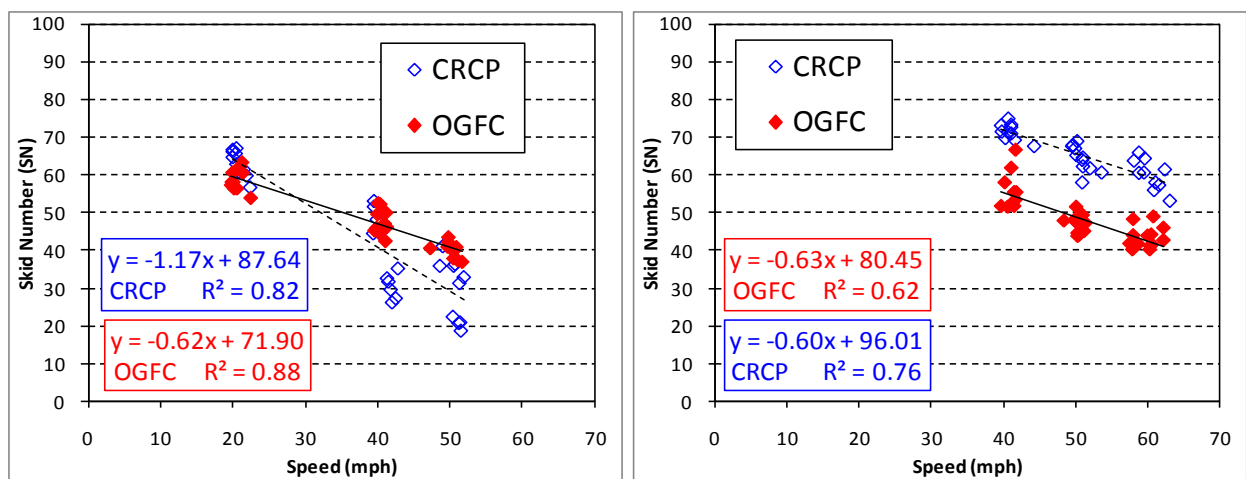 100
90
80
70
60
50
40
30
20
10
0
Skid Number (SN)
CRCP
OGFC
y = -1.17x + 87.64
CRCP R² = 0.82
y = -0.62x + 71.90
OGFC R² = 0.88
0 10 20 30 40 50 60 70
Speed (mph)
100
90
80
70
60
50
40
30
20
10
0
Skid Number (SN)
CRCP
OGFC
y = -0.63x + 80.45
OGFC R² = 0.62
y = -0.60x + 96.01
CRCP R² = 0.76
0 10 20 30 40 50 60 70
Speed (mph)